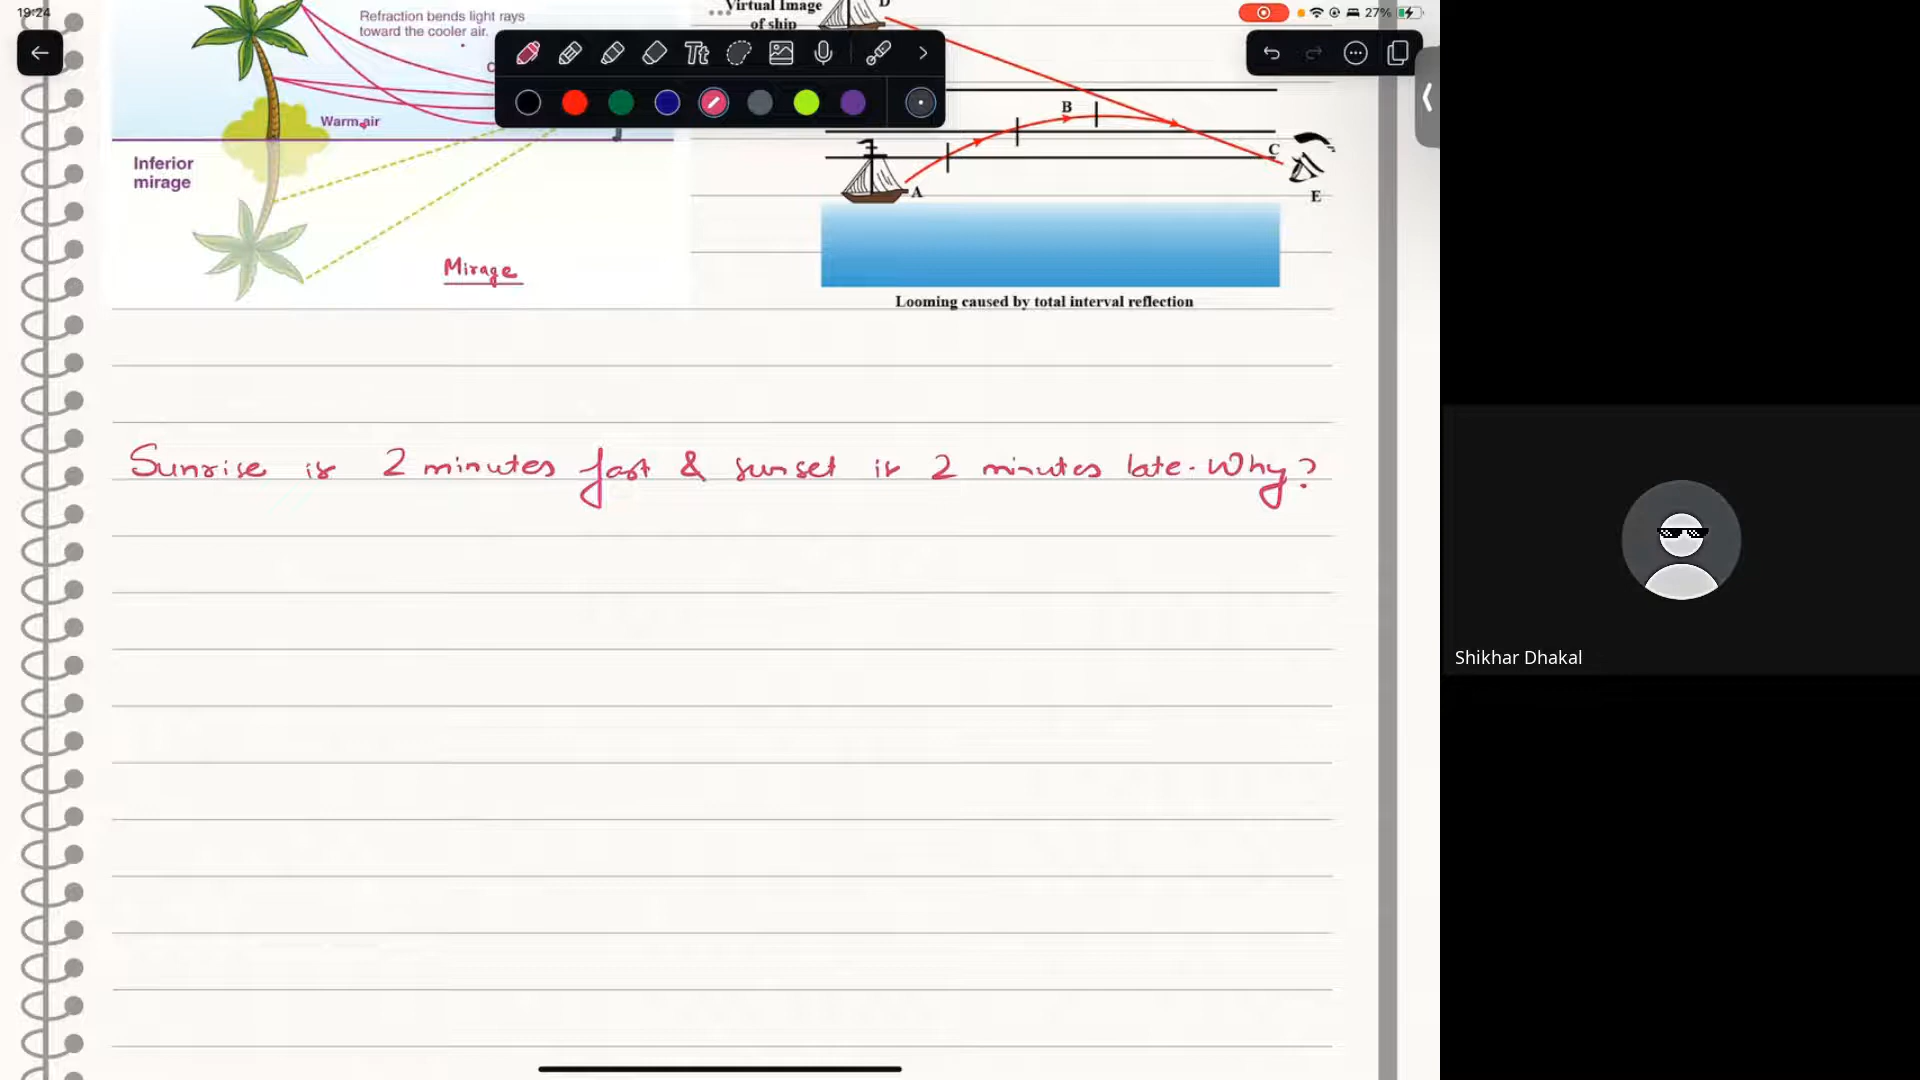 19:24
27%
Refraction bends light rays
toward the cooler air.
Warm air
Inferior
mirage
Mirage
Virtual Image
of ship
D
B
C
A
E
Looming caused by total interval reflection
Sunrise is 2 minutes fast & sunset is 2 minutes late. Why?
Tt
Shikhar Dhakal